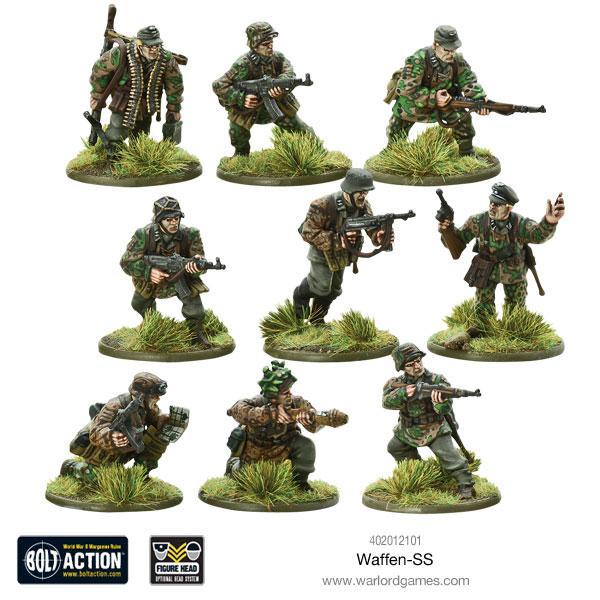 402012101
Waffen-SS
www.warlordgames.com
World War II Wargames Rules
BOLT ACTION
www.boltaction.com
FIGURE HEAD
OPTIONAL HEAD SYSTEM